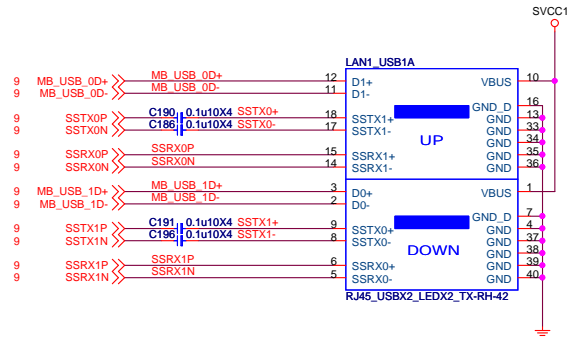 SVCC1
LAN1_USB1A
9 MB_USB_0D+ MB_USB_0D+ 12 D1+ VBUS 10
9 MB_USB_0D- MB_USB_0D- 11 D1-
GND_D 16
9 SSTX0P C190 0.1u10X4 SSTX0+ 18 SSTX1+ GND 13
9 SSTX0N C186 0.1u10X4 SSTX0- 17 SSTX1- GND 33
UP GND 34
9 SSRX0P SSRX0P 15 SSRX1+ GND 35
9 SSRX0N SSRX0N 14 SSRX1- GND 36
9 MB_USB_1D+ MB_USB_1D+ 3 D0+ VBUS 1
9 MB_USB_1D- MB_USB_1D- 2 D0-
GND_D 7
9 SSTX1P C191 0.1u10X4 SSTX1+ 9 SSTX0+ GND 4
9 SSTX1N C196 0.1u10X4 SSTX1- 8 SSTX0- GND 37
DOWN GND 38
9 SSRX1P SSRX1P 6 SSRX0+ GND 39
9 SSRX1N SSRX1N 5 SSRX0- GND 40
RJ45_USBX2_LEDX2_TX-RH-42